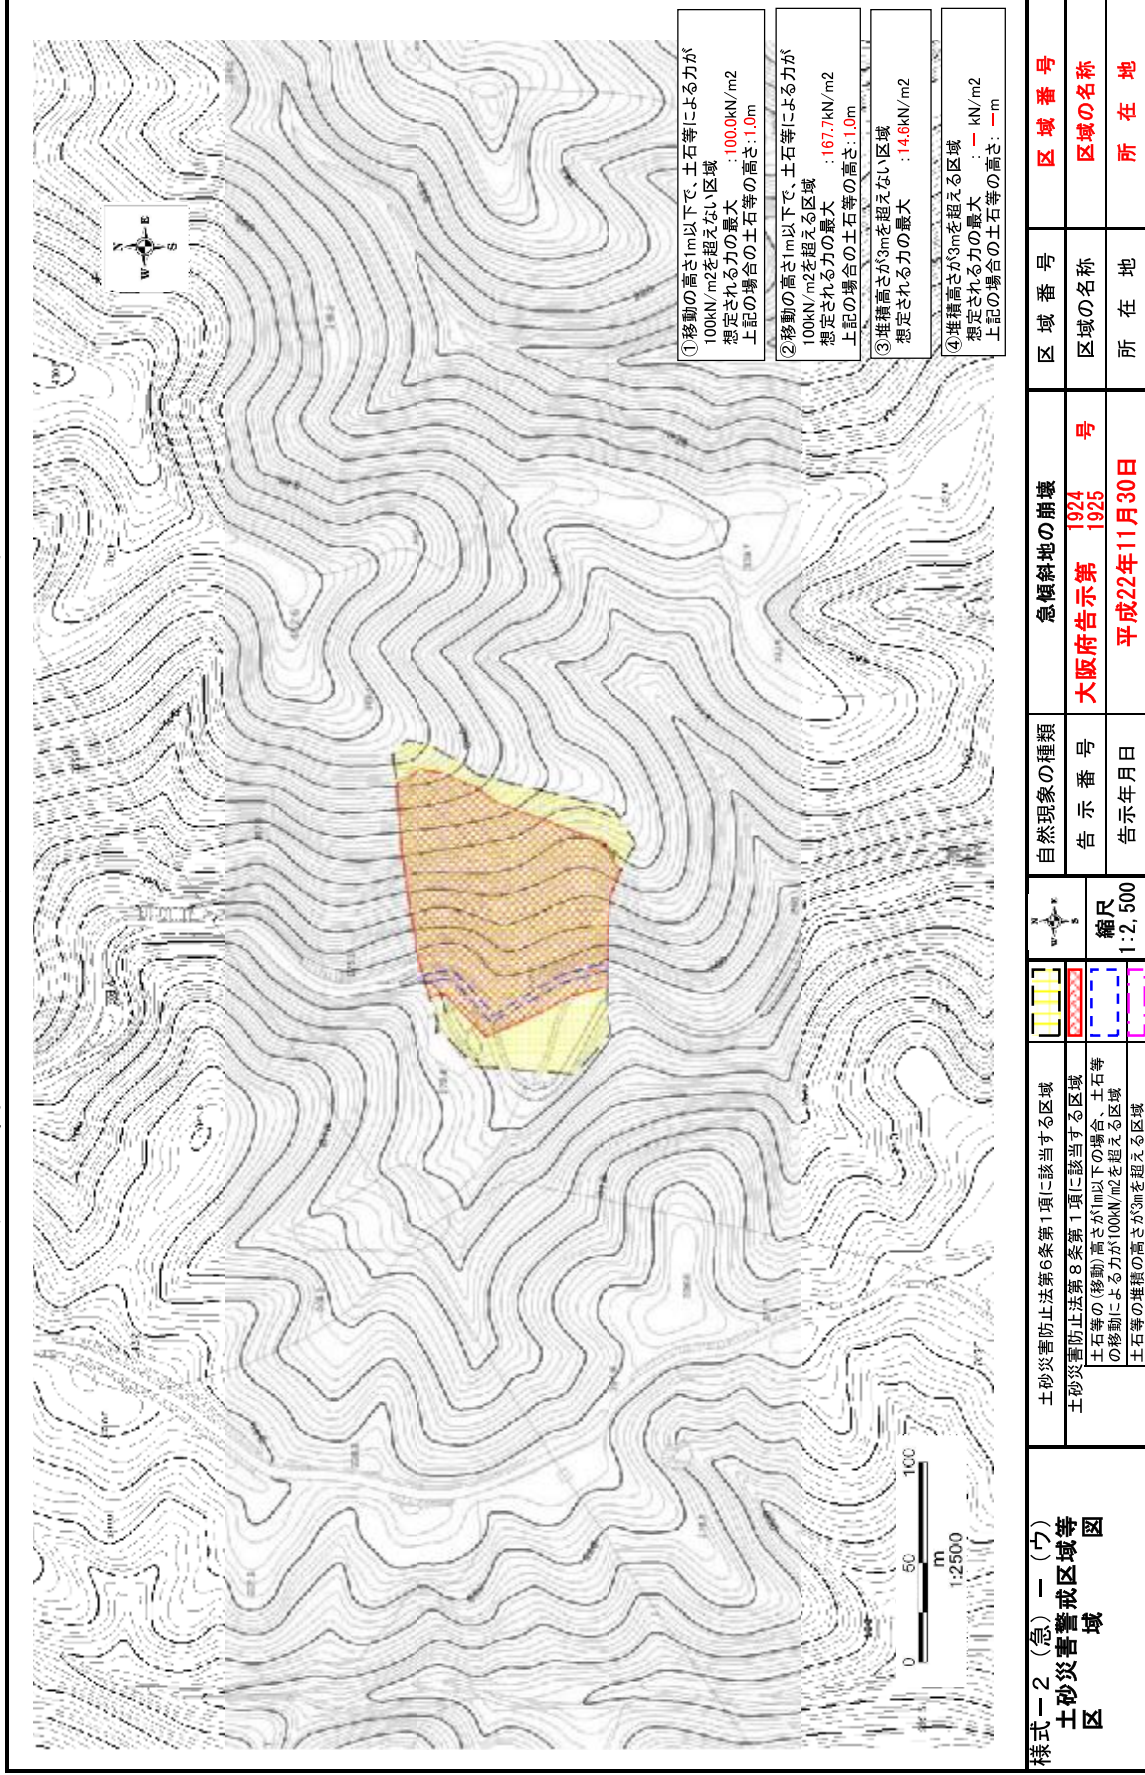 ①移動の高さ1m以下で、土石等による力が
100kN/m2を超えない区域
想定される力の最大 :100.0kN/m2
上記の場合の土石等の高さ:1.0m
②移動の高さ1m以下で、土石等による力が
100kN/m2を超える区域
想定される力の最大 :167.7kN/m2
上記の場合の土石等の高さ:1.0m
③堆積高さが3mを超えない区域
想定される力の最大 :14.6kN/m2
④堆積高さが3mを超える区域
想定される力の最大 :ー kN/m2
上記の場合の土石等の高さ:ーm
N
W E
S
0 50 100
m
1:2500
様式ー2(急)ー(ウ)
土砂災害警戒区域等
区 域 図
土砂災害防止法第6条第1項に該当する区域
土砂災害防止法第8条第1項に該当する区域
土石等の(移動)高さが1m以下の場合、土石等
の移動による力が100kN/m2を超える区域
土石等の堆積の高さが3mを超える区域
N
W E
S
縮尺
1:2,500
自然現象の種類 急傾斜地の崩壊
告示番号 大阪府告示第 1924 1925 号
告示年月日 平成22年11月30日
区域番号 区域番号
区域の名称 区域の名称
所在地 所在地